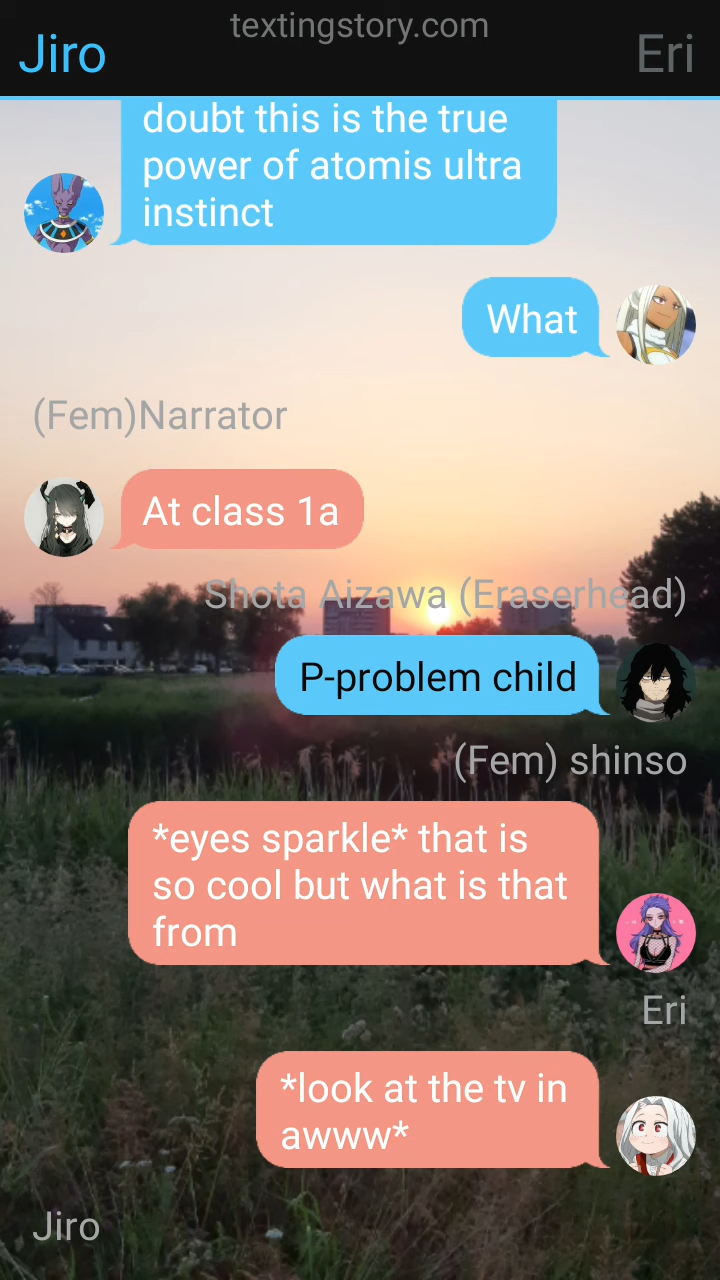 textingstory.com
Jiro
Eri
doubt this is the true
power of atomis ultra
instinct
What
(Fem)Narrator
At class 1a
Shota Aizawa (Eraserhead)
P-problem child
(Fem) shinso
*eyes sparkle* that is
so cool but what is that
from
Eri
*look at the tv in
awww*
Jiro